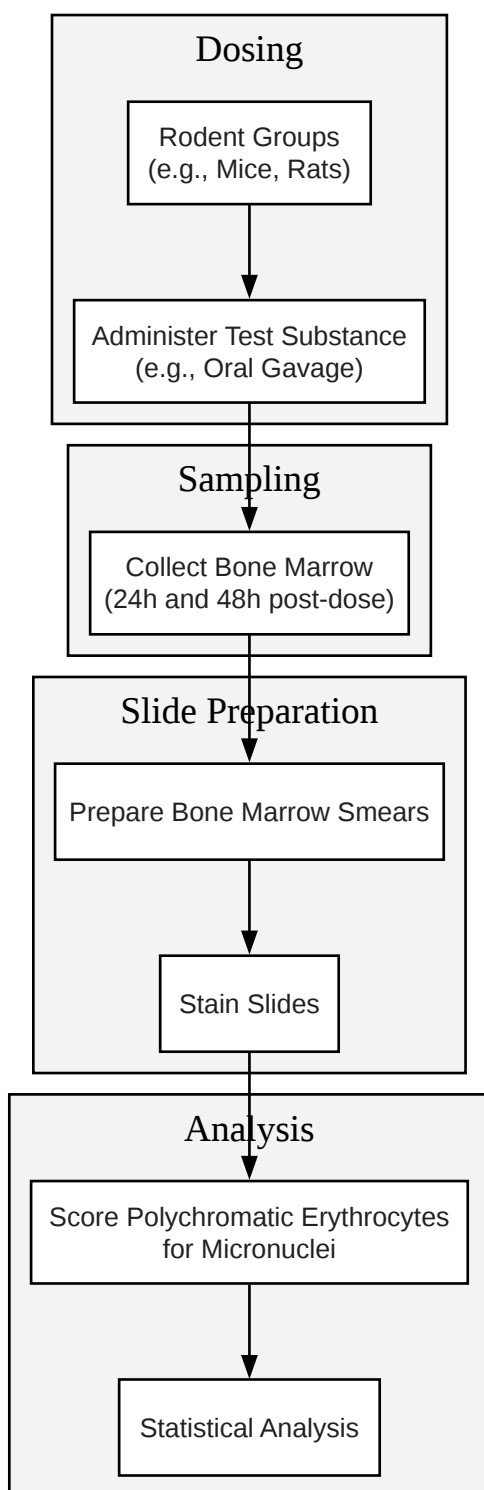 Dosing
Rodent Groups
(e.g., Mice, Rats)
Administer Test Substance
(e.g., Oral Gavage)
Sampling
Collect Bone Marrow
(24h and 48h post-dose)
Slide Preparation
Prepare Bone Marrow Smears
Stain Slides
Analysis
Score Polychromatic Erythrocytes
for Micronuclei
Statistical Analysis